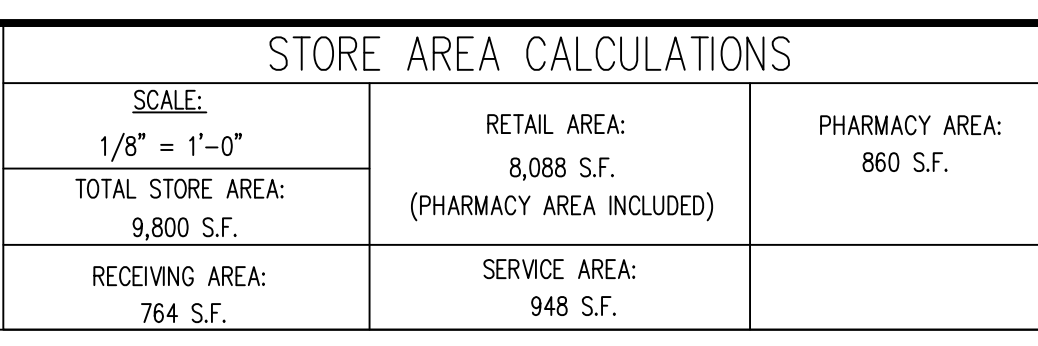 STORE AREA CALCULATIONS
SCALE:
1/8" = 1'-0"
TOTAL STORE AREA:
9,800 S.F.
RETAIL AREA:
8,088 S.F.
(PHARMACY AREA INCLUDED)
PHARMACY AREA:
860 S.F.
RECEIVING AREA:
764 S.F.
SERVICE AREA:
948 S.F.